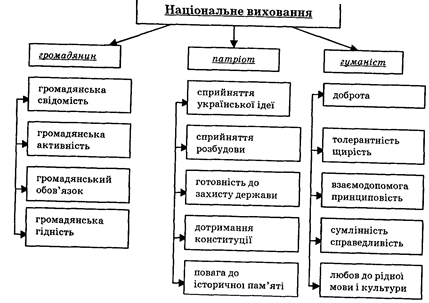 Національне виховання
громадянин
патріот
гуманіст
громадянська
свідомість
громадянська
активність
громадянський
обов'язок
громадянська
гідність
сприйняття
української ідеї
сприйняття
розбудови
готовність до
захисту держави
дотримання
конституції
повага до
історичної пам'яті
доброта
толерантність
щирість
взаємодопомога
принциповість
сумлінність
справедливість
любов до рідної
мови і культури